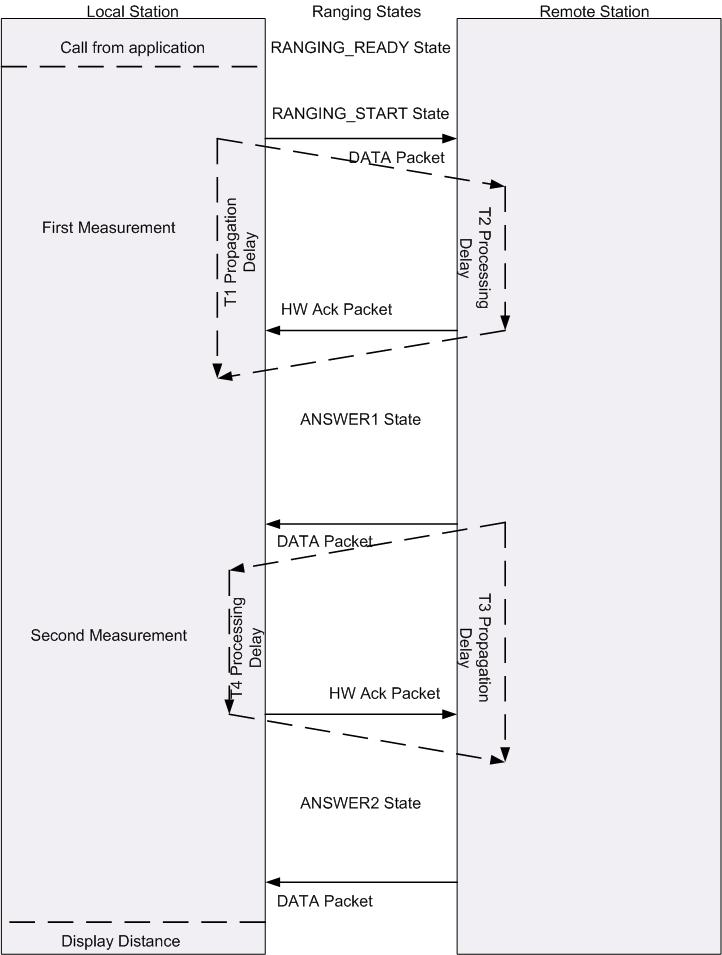 Local Station
Ranging States
Remote Station
Call from application
RANGING_READY State
RANGING_START State
DATA Packet
First Measurement
T1 Propagation
Delay
T2 Processing
Delay
HW Ack Packet
ANSWER1 State
DATA Packet
Second Measurement
T4 Processing
Delay
T3 Propagation
Delay
HW Ack Packet
ANSWER2 State
DATA Packet
Display Distance